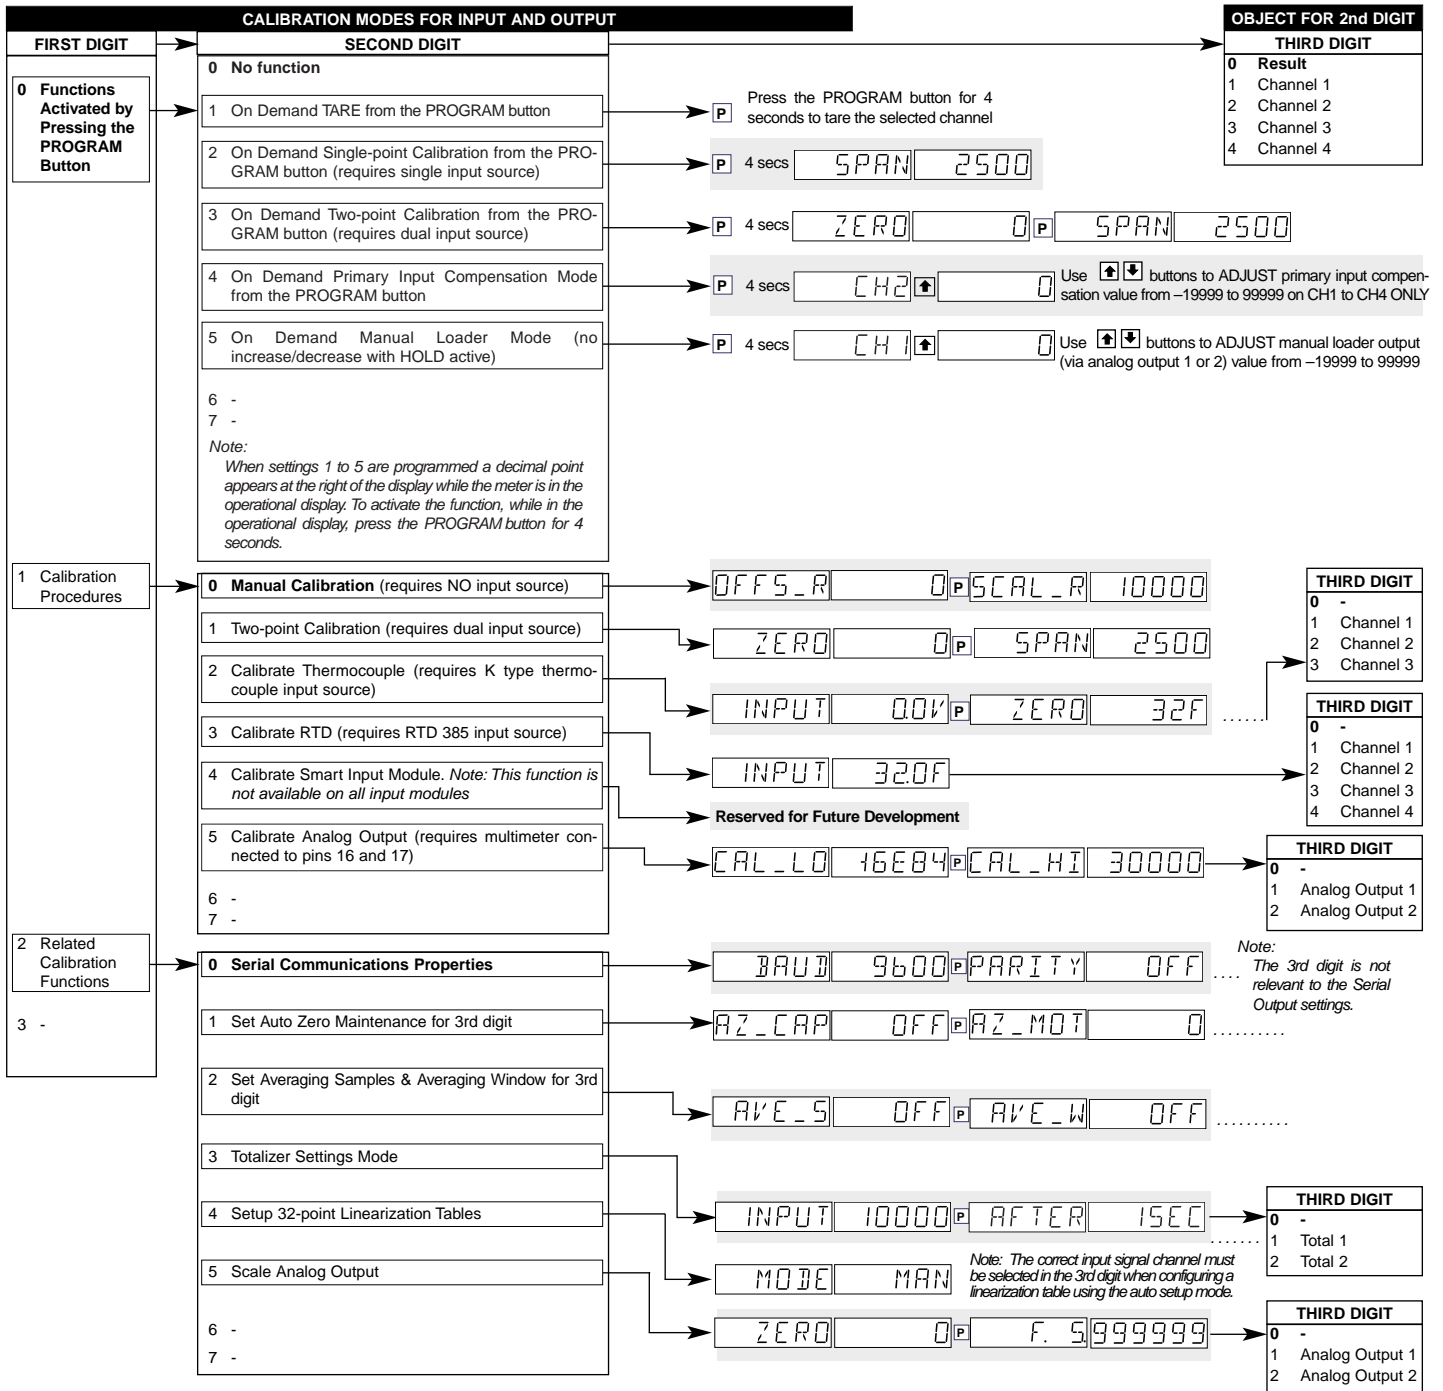 CALIBRATION MODES FOR INPUT AND OUTPUT
OBJECT FOR 2nd DIGIT
FIRST DIGIT
SECOND DIGIT
THIRD DIGIT
0 Result
1 Channel 1
2 Channel 2
3 Channel 3
4 Channel 4
0 Functions
Activated by
Pressing the
PROGRAM
Button
0 No function
1 On Demand TARE from the PROGRAM button
P
Press the PROGRAM button for 4
seconds to tare the selected channel
2 On Demand Single-point Calibration from the PRO-
GRAM button (requires single input source)
P 4 secs SPAN 2500
3 On Demand Two-point Calibration from the PRO-
GRAM button (requires dual input source)
P 4 secs ZERO 0 P SPAN 2500
4 On Demand Primary Input Compensation Mode
from the PROGRAM button
P 4 secs CH2 0
Use buttons to ADJUST primary input compen-
sation value from –19999 to 99999 on CH1 to CH4 ONLY
5 On Demand Manual Loader Mode (no
increase/decrease with HOLD active)
P 4 secs CH1 0
Use buttons to ADJUST manual loader output
(via analog output 1 or 2) value from –19999 to 99999
6 -
7 -
Note:
When settings 1 to 5 are programmed a decimal point
appears at the right of the display while the meter is in the
operational display. To activate the function, while in the
operational display, press the PROGRAM button for 4
seconds.
1 Calibration
Procedures
0 Manual Calibration (requires NO input source)
OFFS_R 0 P SCAL_R 10000
1 Two-point Calibration (requires dual input source)
ZERO 0 P SPAN 2500
2 Calibrate Thermocouple (requires K type thermo-
couple input source)
INPUT 0.0V P ZERO 32F ......
THIRD DIGIT
0 -
1 Channel 1
2 Channel 2
3 Channel 3
3 Calibrate RTD (requires RTD 385 input source)
INPUT 32.0F
THIRD DIGIT
0 -
1 Channel 1
2 Channel 2
3 Channel 3
4 Channel 4
4 Calibrate Smart Input Module. Note: This function is
not available on all input modules
Reserved for Future Development
5 Calibrate Analog Output (requires multimeter con-
nected to pins 16 and 17)
CAL_LO -16E84 P CAL_HI 30000
THIRD DIGIT
0 -
1 Analog Output 1
2 Analog Output 2
6 -
7 -
2 Related
Calibration
Functions
3 -
0 Serial Communications Properties
BAUD 9600 P PARITY OFF ....
Note:
The 3rd digit is not
relevant to the Serial
Output settings.
1 Set Auto Zero Maintenance for 3rd digit
AZ_CAP OFF P AZ_MOT 0 ..........
2 Set Averaging Samples & Averaging Window for 3rd
digit
AVE_S OFF P AVE_W OFF ..........
3 Totalizer Settings Mode
INPUT 10000 P AFTER 1SEC .......
THIRD DIGIT
0 -
1 Total 1
2 Total 2
4 Setup 32-point Linearization Tables
MODE MAN
Note: The correct input signal channel must
be selected in the 3rd digit when configuring a
linearization table using the auto setup mode.
5 Scale Analog Output
ZERO 0 P F. S. 999999
THIRD DIGIT
0 -
1 Analog Output 1
2 Analog Output 2
6 -
7 -